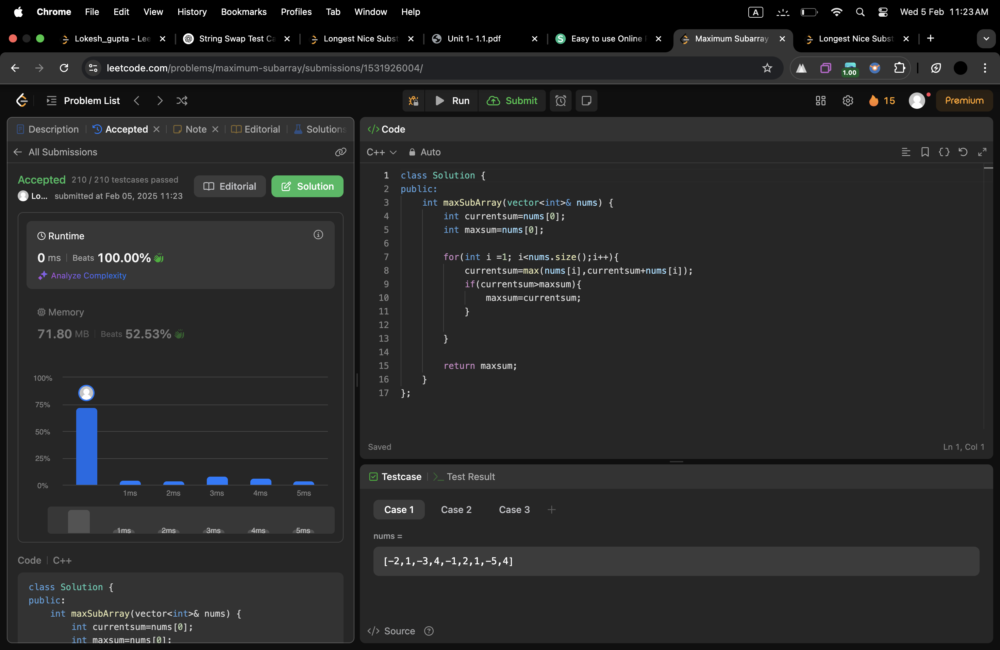 Chrome File Edit View History Bookmarks Profiles Tab Window Help A Wed 5 Feb 11:23 AM
Lokesh_gupta - Lee String Swap Test Ca Longest Nice Subst Unit 1- 1.1.pdf Easy to use Online Maximum Subarray Longest Nice Subst
leetcode.com/problems/maximum-subarray/submissions/1531926004/ 1.00
Problem List Run Submit 15 Premium
Description Accepted Note Editorial Solutions
All Submissions
Accepted 210 / 210 testcases passed
Lo... submitted at Feb 05, 2025 11:23
Editorial Solution
Runtime
0 ms Beats 100.00%
Analyze Complexity
Memory
71.80 MB Beats 52.53%
100%
75%
50%
25%
0%
1ms 2ms 3ms 4ms 5ms
1ms 2ms 3ms 4ms 5ms
Code C++
class Solution {
public:
    int maxSubArray(vector<int>& nums) {
        int currentsum=nums[0];
        int maxsum=nums[0];
</> Code
C++ Auto
1 class Solution {
2 public:
3     int maxSubArray(vector<int>& nums) {
4         int currentsum=nums[0];
5         int maxsum=nums[0];
6
7         for(int i =1; i<nums.size();i++){
8             currentsum=max(nums[i],currentsum+nums[i]);
9             if(currentsum>maxsum){
10                 maxsum=currentsum;
11             }
12
13         }
14
15         return maxsum;
16     }
17 };
Saved Ln 1, Col 1
Testcase >_ Test Result
Case 1 Case 2 Case 3 +
nums =
[-2,1,-3,4,-1,2,1,-5,4]
</> Source ?